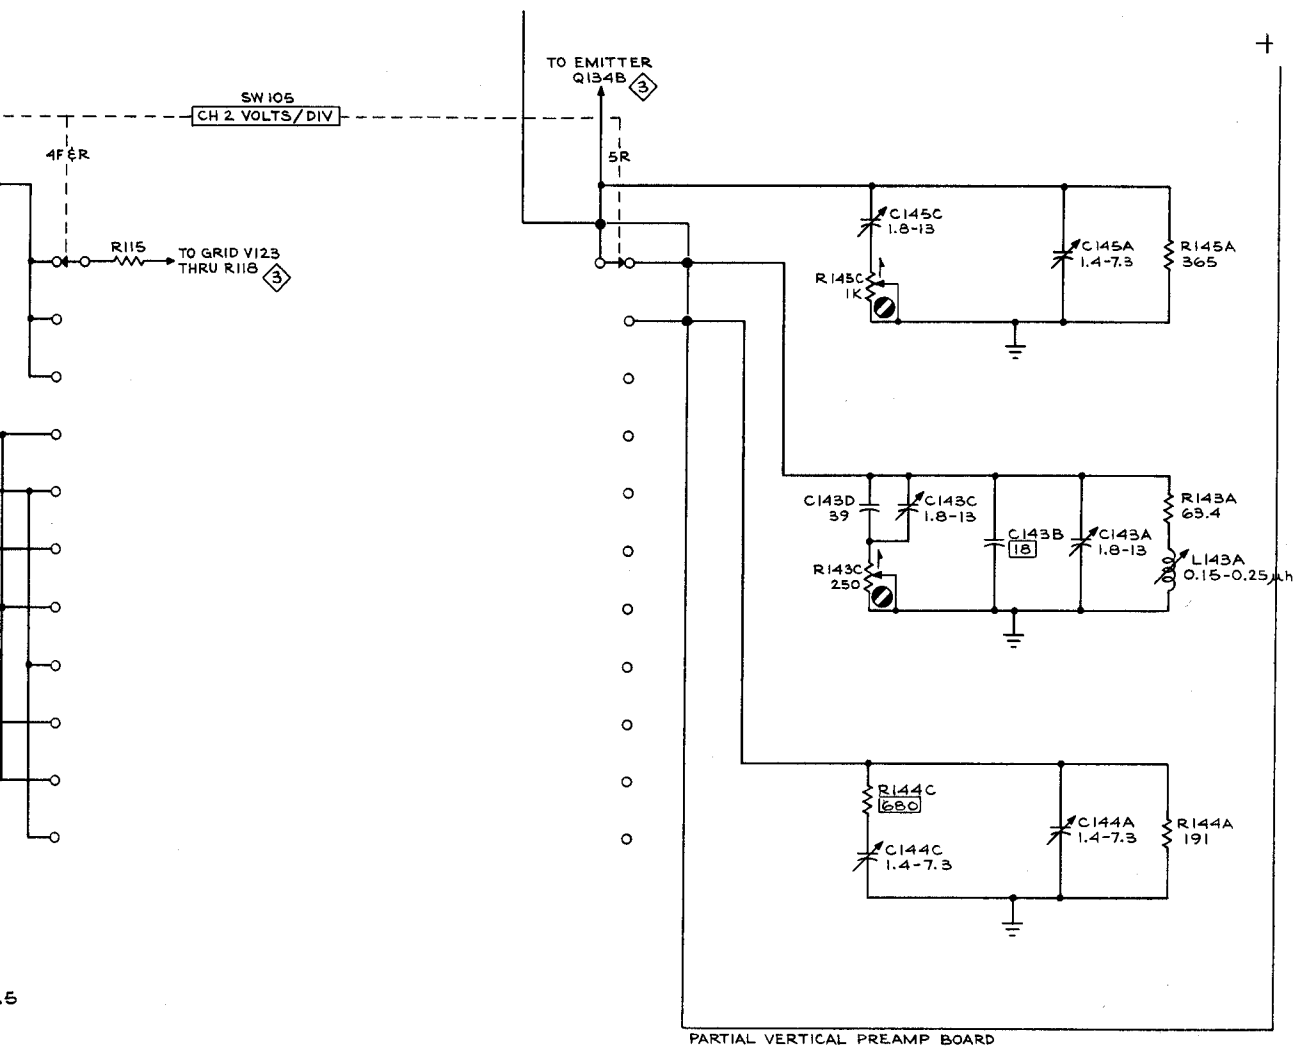 TO EMITTER
Q134B 3
SW105
CH 2 VOLTS/DIV
4F&R
5R
R115
TO GRID V123
THRU R118
3
C145C
1.8-13
R145C
1K
C145A
1.4-7.3
R145A
365
C143D
39
C143C
1.8-13
C143B
18
C143A
1.8-13
R143A
63.4
R143C
250
L143A
0.15-0.25μh
R144C
680
C144C
1.4-7.3
C144A
1.4-7.3
R144A
191
.5
PARTIAL VERTICAL PREAMP BOARD